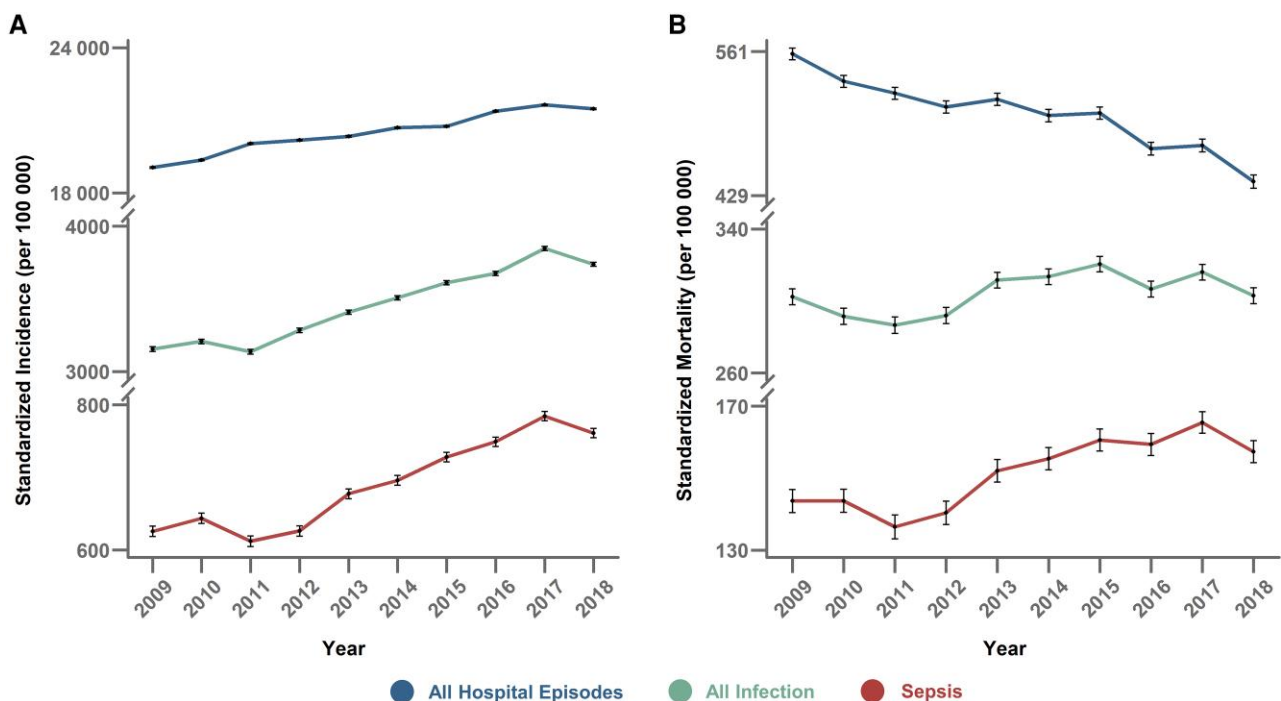 A
Standardized Incidence (per 100 000)
24 000
18 000
4000
3000
800
600
2009 2010 2011 2012 2013 2014 2015 2016 2017 2018
Year
B
Standardized Mortality (per 100 000)
561
429
340
260
170
130
2009 2010 2011 2012 2013 2014 2015 2016 2017 2018
Year
All Hospital Episodes All Infection Sepsis